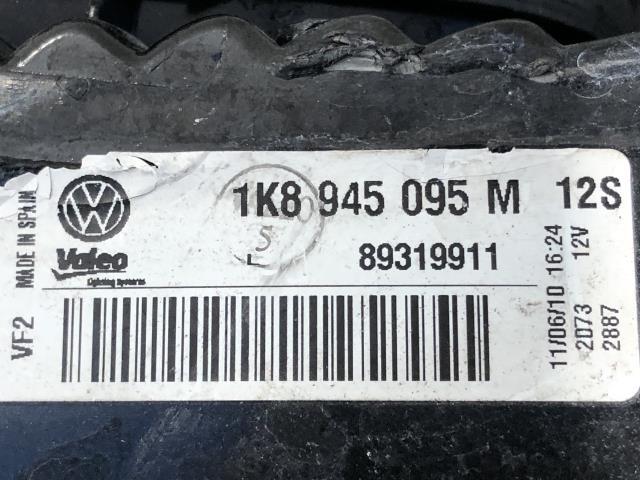 1K8 945 095 M 12S
Valeo
Lighting Systems
89319911
VF2 MADE IN SPAIN
11/06/10 16:24
2D73 12V
2887
S